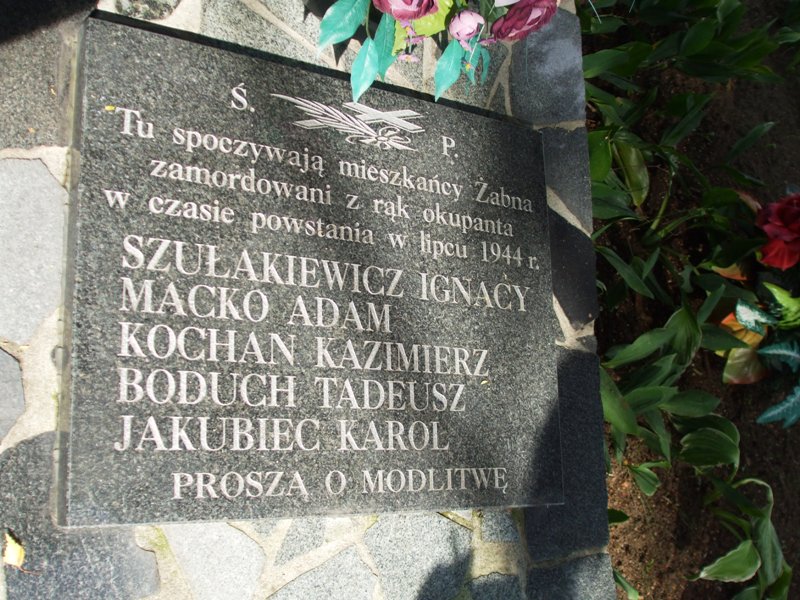 Ś. P.
Tu spoczywają mieszkańcy Żabna
zamordowani z rąk okupanta
w czasie powstania w lipcu 1944 r.
SZUŁAKIEWICZ IGNACY
MACKO ADAM
KOCHAN KAZIMIERZ
BODUCH TADEUSZ
JAKUBIEC KAROL
PROSZĄ O MODLITWĘ